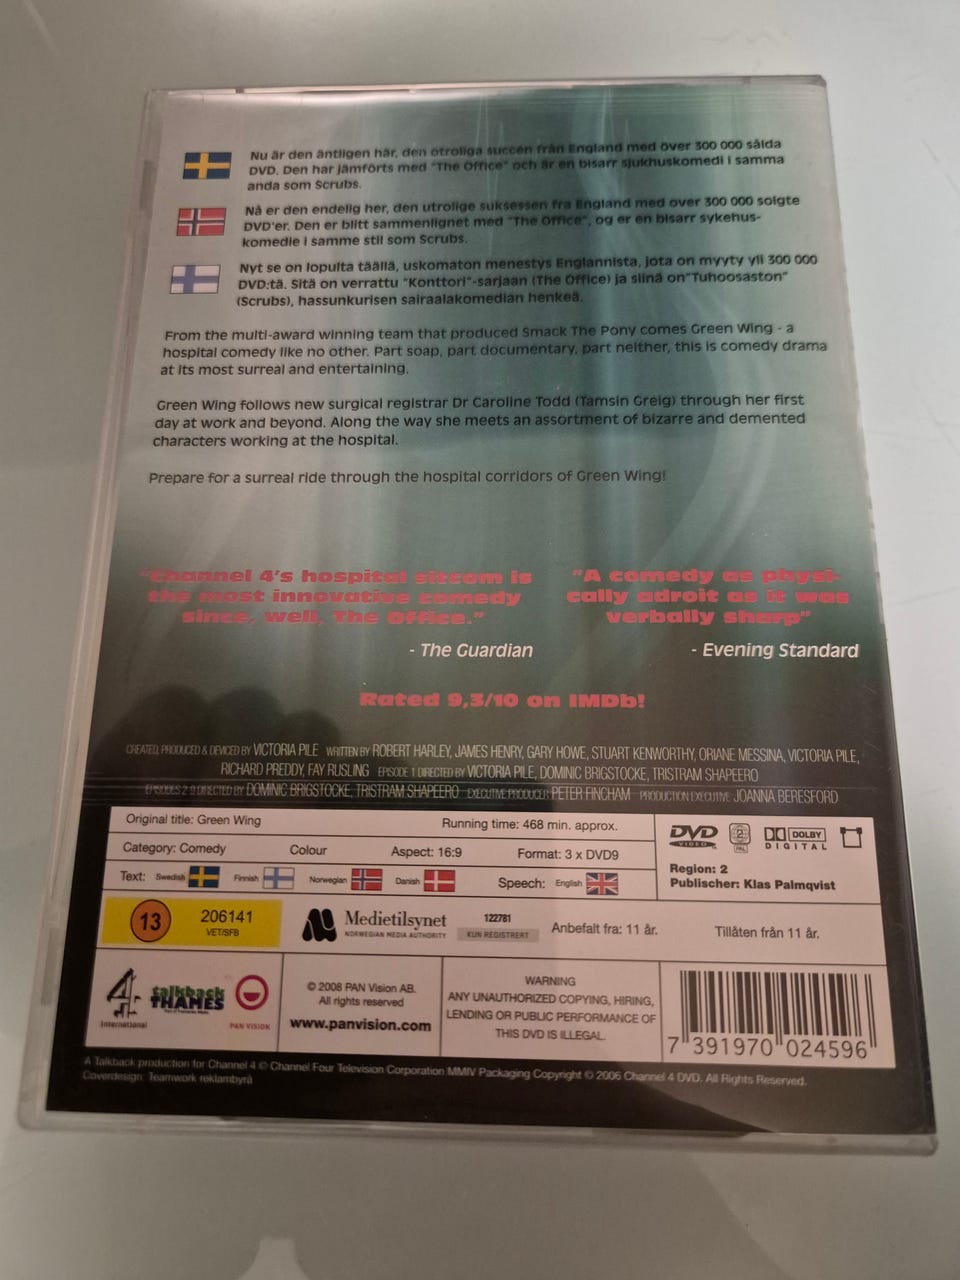 Nu är den äntligen här, den otroliga succén från England med över 300 000 sålda
DVD. Den har jämförts med "The Office" och är en bisarr sjukhuskomedi i samma
anda som Scrubs.
Nå er den endelig her, den utrolige suksessen fra England med over 300 000 solgte
DVD'er. Den er blitt sammenlignet med "The Office", og er en bisarr sykehus-
komedie i samme stil som Scrubs.
Nyt se on lopulta täällä, uskomaton menestys Englannista, jota on myyty yli 300 000
DVD:tä. Sitä on verrattu "Konttori"-sarjaan (The Office) ja siinä on"Tuhoosaston"
(Scrubs), hassunkurisen sairaalakomedian henkeä.
From the multi-award winning team that produced Smack The Pony comes Green Wing - a
hospital comedy like no other. Part soap, part documentary, part neither, this is comedy drama
at its most surreal and entertaining.
Green Wing follows new surgical registrar Dr Caroline Todd (Tamsin Greig) through her first
day at work and beyond. Along the way she meets an assortment of bizarre and demented
characters working at the hospital.
Prepare for a surreal ride through the hospital corridors of Green Wing!
"Channel 4's hospital sitcom is
the most innovative comedy
since, well, The Office."
- The Guardian
"A comedy as physi-
cally adroit as it was
verbally sharp"
- Evening Standard
Rated 9,3/10 on IMDb!
CREATED, PRODUCED & DEVICED BY VICTORIA PILE WRITTEN BY ROBERT HARLEY, JAMES HENRY, GARY HOWE, STUART KENWORTHY, ORIANE MESSINA, VICTORIA PILE,
RICHARD PREDDY, FAY RUSLING EPISODE 1 DIRECTED BY VICTORIA PILE, DOMINIC BRIGSTOCKE, TRISTRAM SHAPEERO
EPISODES 2-9 DIRECTED BY DOMINIC BRIGSTOCKE, TRISTRAM SHAPEERO EXECUTIVE PRODUCER PETER FINCHAM PRODUCTION EXECUTIVE JOANNA BERESFORD
Original title: Green Wing
Running time: 468 min. approx.
Category: Comedy
Colour
Aspect: 16:9
Format: 3 x DVD9
Text: Swedish Finnish Norwegian Danish
Speech: English
DVD
VIDEO
2
PAL
DOLBY
DIGITAL
Region: 2
Publischer: Klas Palmqvist
13
206141
VET/SFB
Medietilsynet
NORWEGIAN MEDIA AUTHORITY
122781
KUN REGISTRERT
Anbefalt fra: 11 år.
Tillåten från 11 år.
4
International
talkback
THAMES
PAN VISION
© 2008 PAN Vision AB.
All rights reserved
www.panvision.com
WARNING
ANY UNAUTHORIZED COPYING, HIRING,
LENDING OR PUBLIC PERFORMANCE OF
THIS DVD IS ILLEGAL.
7 391970 024596
A Talkback production for Channel 4 © Channel Four Television Corporation MMIV Packaging Copyright © 2006 Channel 4 DVD. All Rights Reserved.
Coverdesign: Teamwork reklambyrå